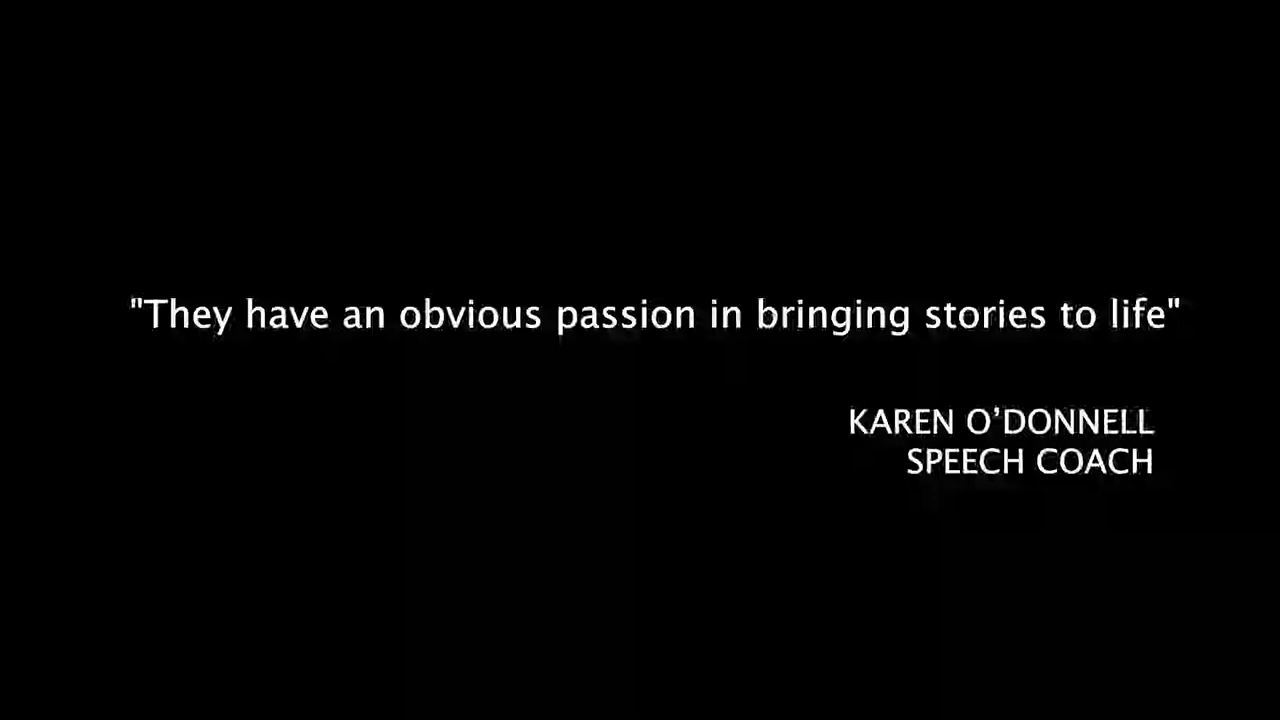 "They have an obvious passion in bringing stories to life"
KAREN O’DONNELL
SPEECH COACH